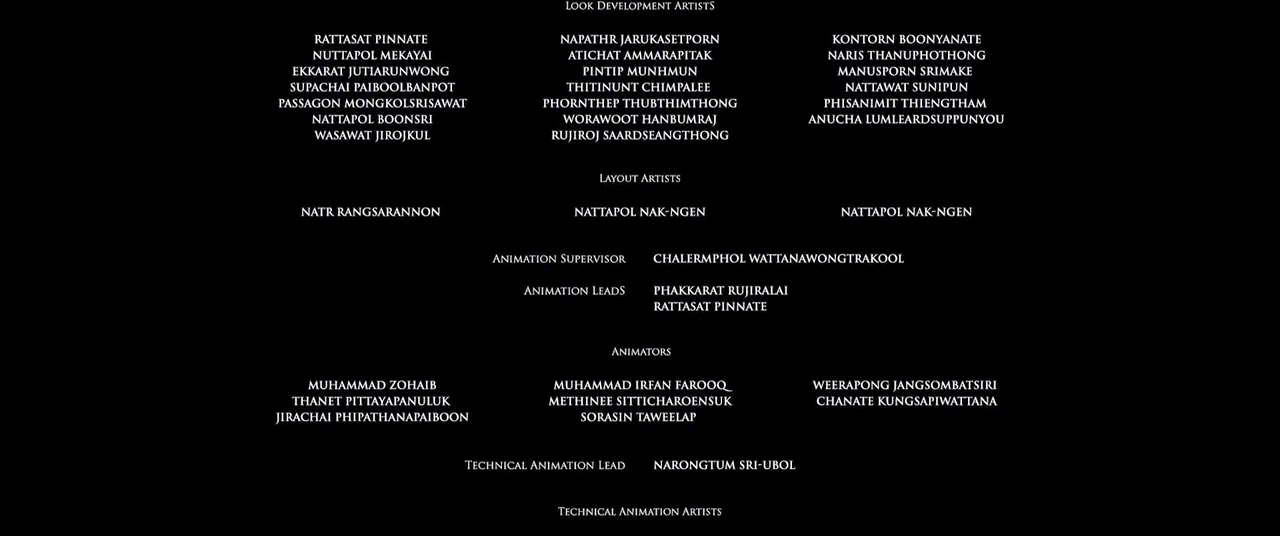 Look Development ArtistS
RATTASAT PINNATE NAPATHR JARUKASETPORN KONTORN BOONYANATE
NUTTAPOL MEKAYAI ATICHAT AMMARAPITAK NARIS THANUPHOTHONG
EKKARAT JUTIARUNWONG PINTIP MUNHMUN MANUSPORN SRIMAKE
SUPACHAI PAIBOOLBANPOT THITINUNT CHIMPALEE NATTAWAT SUNIPUN
PASSAGON MONGKOLSRISAWAT PHORNTHEP THUBTHIMTHONG PHISANIMIT THIENGTHAM
NATTAPOL BOONSRI WORAWOOT HANBUMRAJ ANUCHA LUMLEARDSUPPUNYOU
WASAWAT JIROJKUL RUJIROJ SAARDSEANGTHONG
Layout Artists
NATR RANGSARANNON NATTAPOL NAK-NGEN NATTAPOL NAK-NGEN
Animation Supervisor CHALERMPHOL WATTANAWONGTRAKOOL
Animation LeadS PHAKKARAT RUJIRALAI
RATTASAT PINNATE
Animators
MUHAMMAD ZOHAIB MUHAMMAD IRFAN FAROOQ WEERAPONG JANGSOMBATSIRI
THANET PITTAYAPANULUK METHINEE SITTICHAROENSUK CHANATE KUNGSAPIWATTANA
JIRACHAI PHIPATHANAPAIBOON SORASIN TAWEELAP
Technical Animation Lead NARONGTUM SRI-UBOL
Technical Animation Artists